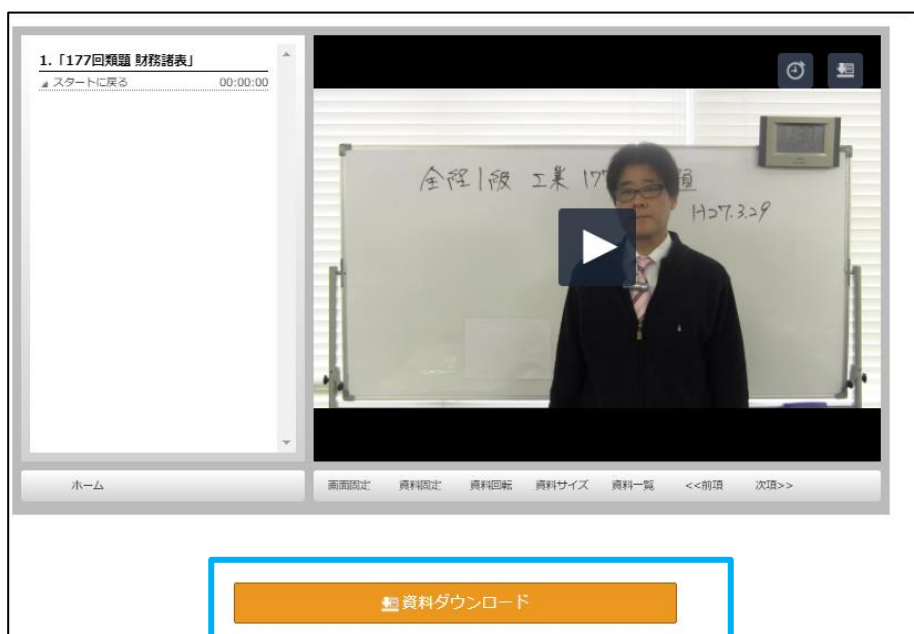 1.「177回類題 財務諸表」
スタートに戻る 00:00:00
全経1級 工業 17
H27.3.29
ホーム
画面固定 資料固定 資料回転 資料サイズ 資料一覧 <<前項 次項>>
資料ダウンロード